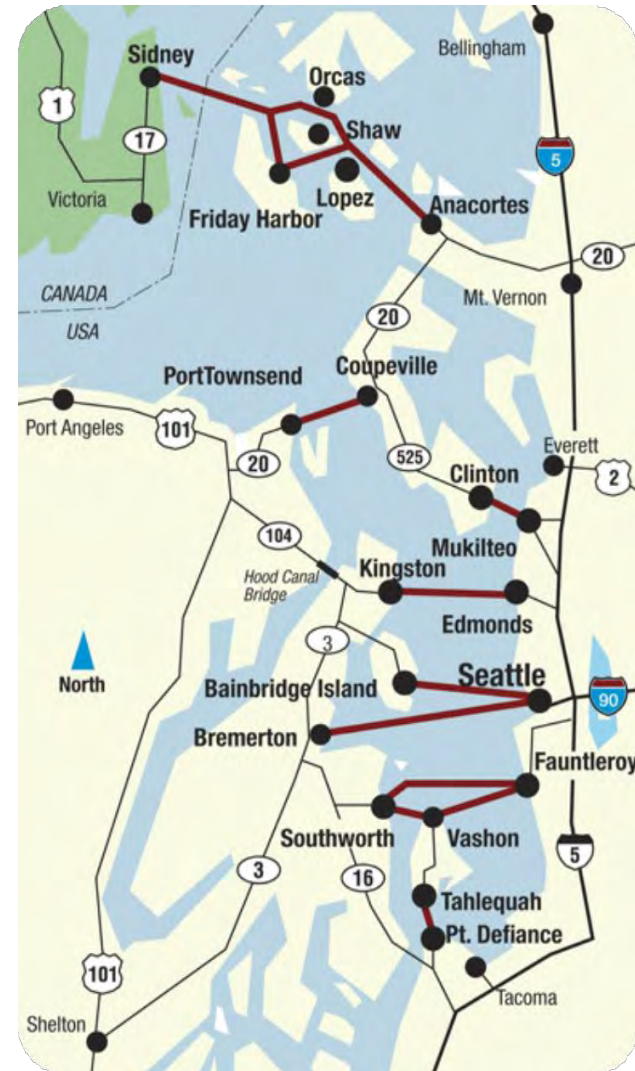 Sidney
Bellingham
Orcas
1
17
Shaw
5
Victoria
Lopez
Friday Harbor
Anacortes
20
CANADA
Mt. Vernon
USA
20
PortTownsend
Coupeville
Port Angeles
101
20
525
Everett
Clinton
2
104
Mukilteo
Hood Canal
Bridge
Kingston
Edmonds
3
North
Bainbridge Island
Seattle
90
Bremerton
Fauntleroy
Southworth
Vashon
5
3
16
Tahlequah
Pt. Defiance
101
Tacoma
Shelton